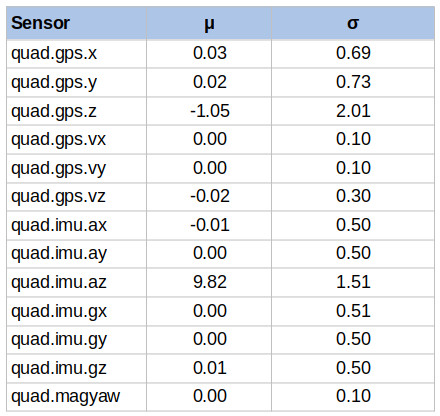 Sensor μ σ
quad.gps.x 0.03 0.69
quad.gps.y 0.02 0.73
quad.gps.z -1.05 2.01
quad.gps.vx 0.00 0.10
quad.gps.vy 0.00 0.10
quad.gps.vz -0.02 0.30
quad.imu.ax -0.01 0.50
quad.imu.ay 0.00 0.50
quad.imu.az 9.82 1.51
quad.imu.gx 0.00 0.51
quad.imu.gy 0.00 0.50
quad.imu.gz 0.01 0.50
quad.magyaw 0.00 0.10